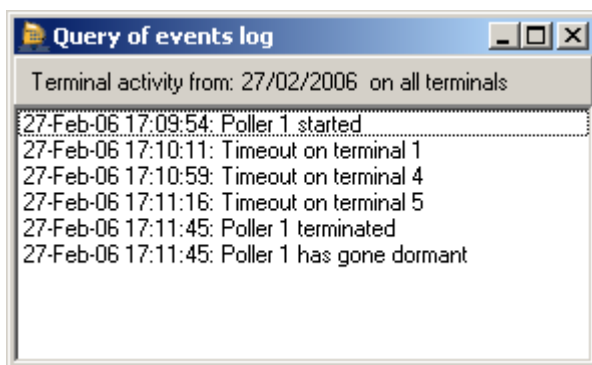 Query of events log
Terminal activity from: 27/02/2006 on all terminals
27-Feb-06 17:09:54: Poller 1 started
27-Feb-06 17:10:11: Timeout on terminal 1
27-Feb-06 17:10:59: Timeout on terminal 4
27-Feb-06 17:11:16: Timeout on terminal 5
27-Feb-06 17:11:45: Poller 1 terminated
27-Feb-06 17:11:45: Poller 1 has gone dormant